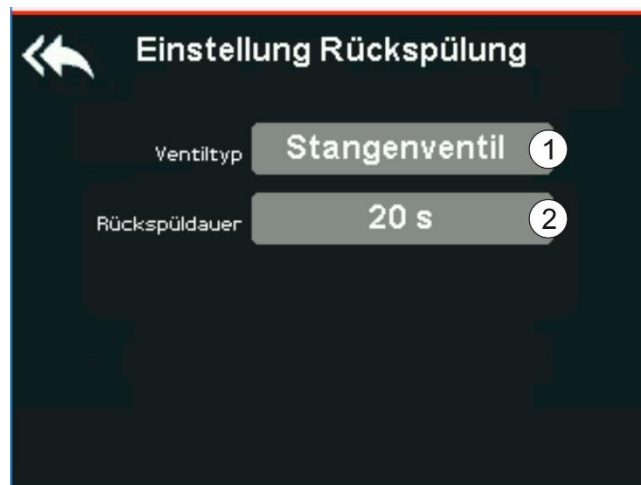 Einstellung Rückspülung
Ventiltyp Stangenventil 1
Rückspüldauer 20 s 2